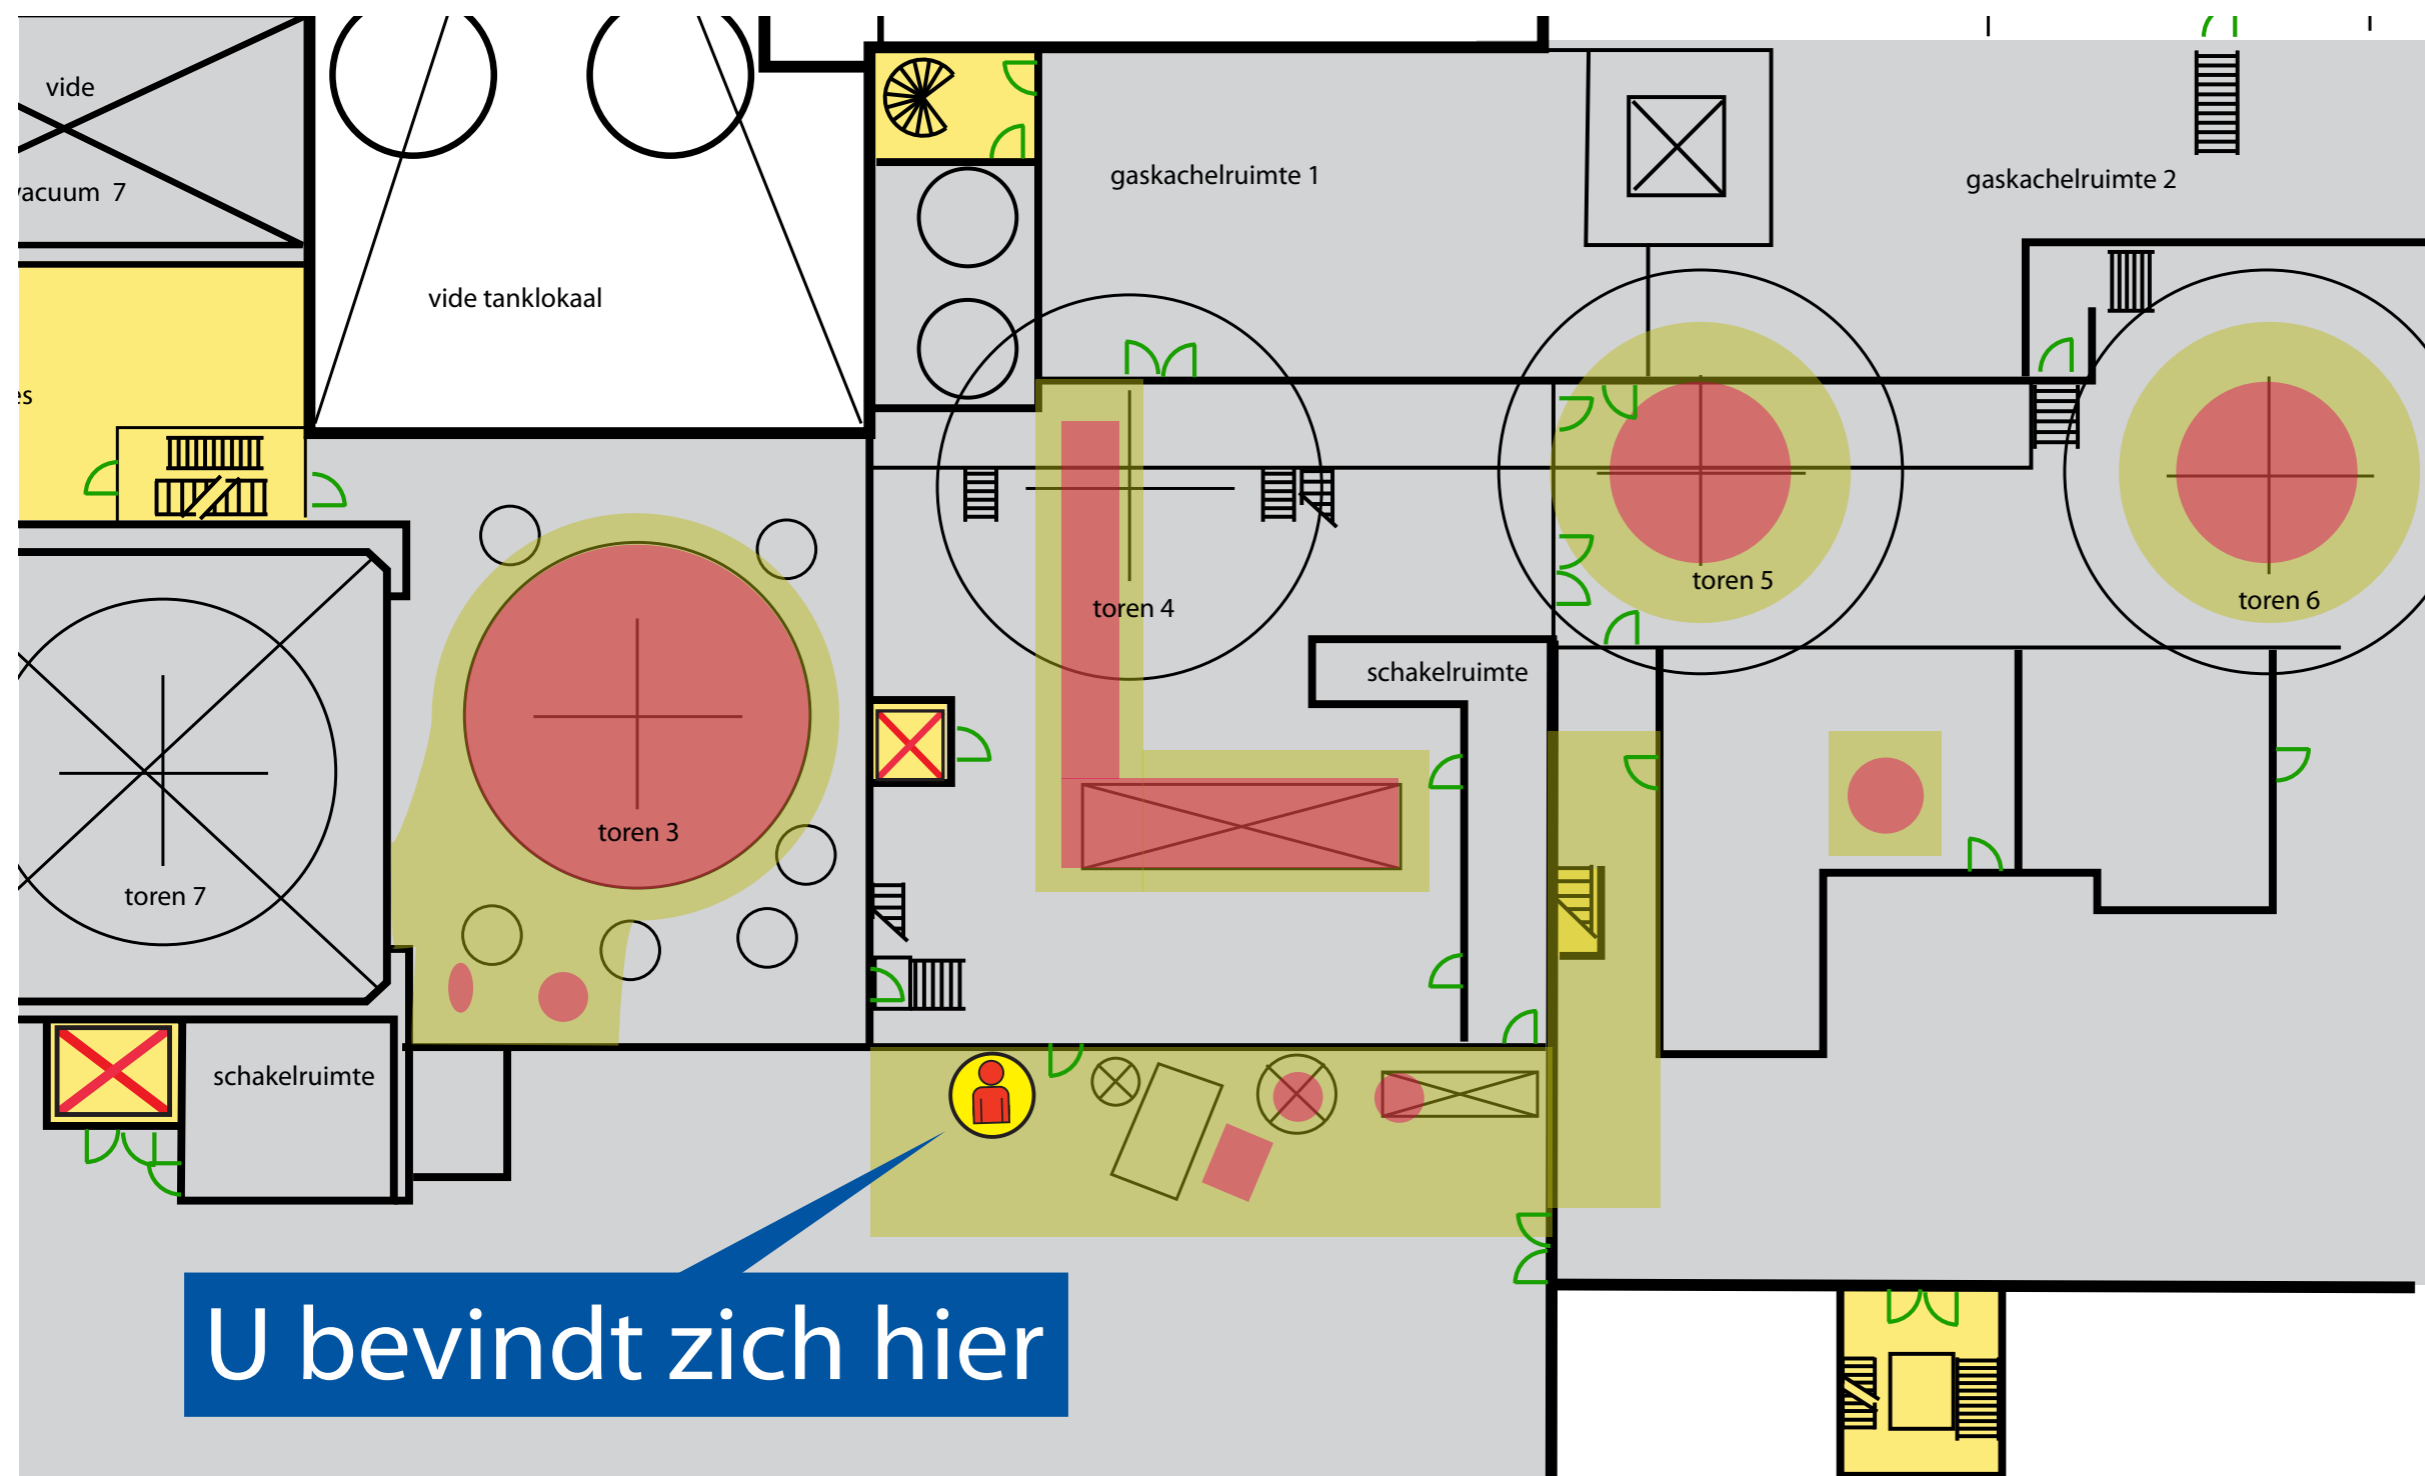 vide
gaskachelruimte 1
gaskachelruimte 2
7
vide tanklokaal
toren 5
toren 6
toren 4
schakelruimte
toren 3
toren 7
schakelruimte
U bevindt zich hier